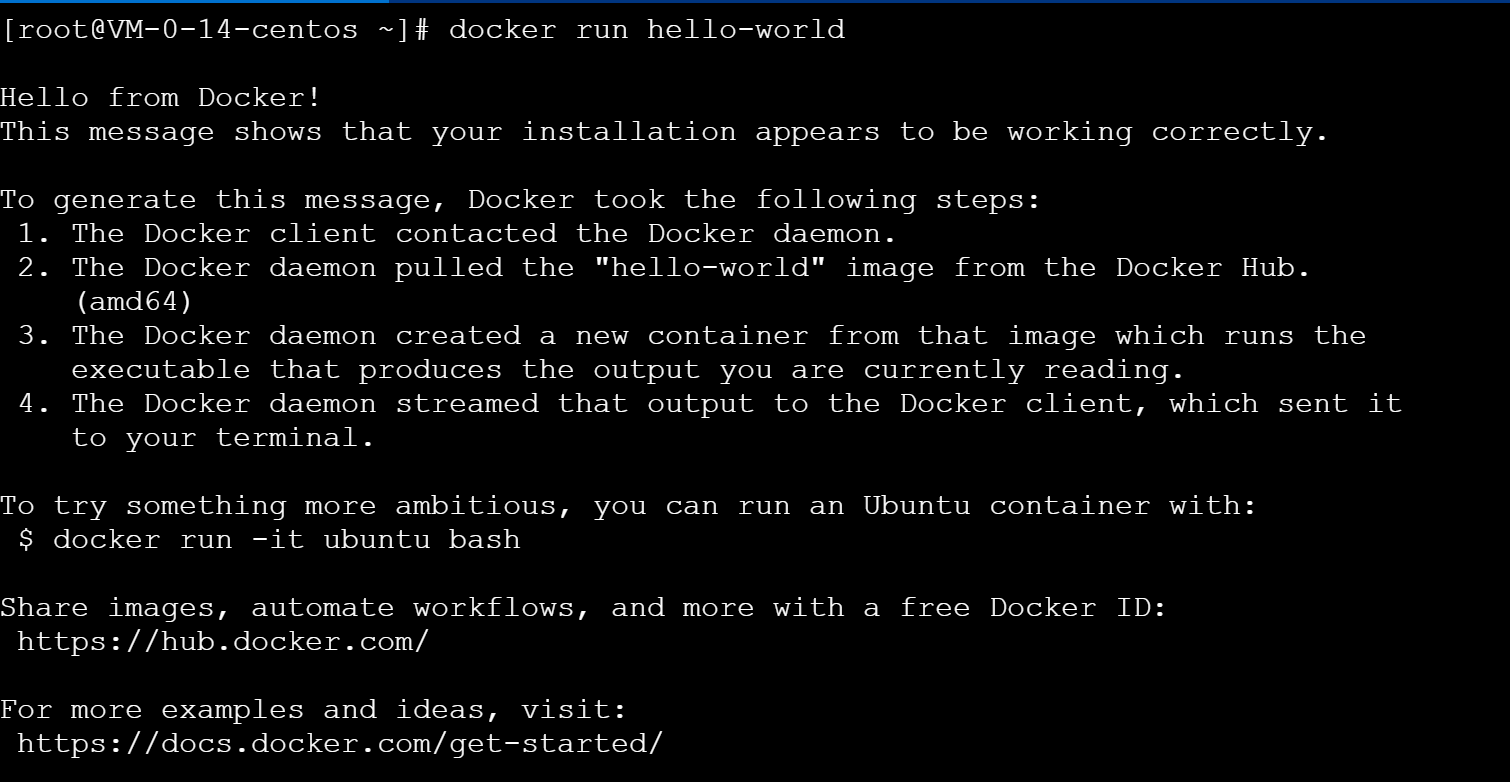 [root@VM-0-14-centos ~]# docker run hello-world
Hello from Docker!
This message shows that your installation appears to be working correctly.
To generate this message, Docker took the following steps:
1. The Docker client contacted the Docker daemon.
2. The Docker daemon pulled the "hello-world" image from the Docker Hub.
(amd64)
3. The Docker daemon created a new container from that image which runs the
executable that produces the output you are currently reading.
4. The Docker daemon streamed that output to the Docker client, which sent it
to your terminal.
To try something more ambitious, you can run an Ubuntu container with:
$ docker run -it ubuntu bash
Share images, automate workflows, and more with a free Docker ID:
https://hub.docker.com/
For more examples and ideas, visit:
https://docs.docker.com/get-started/